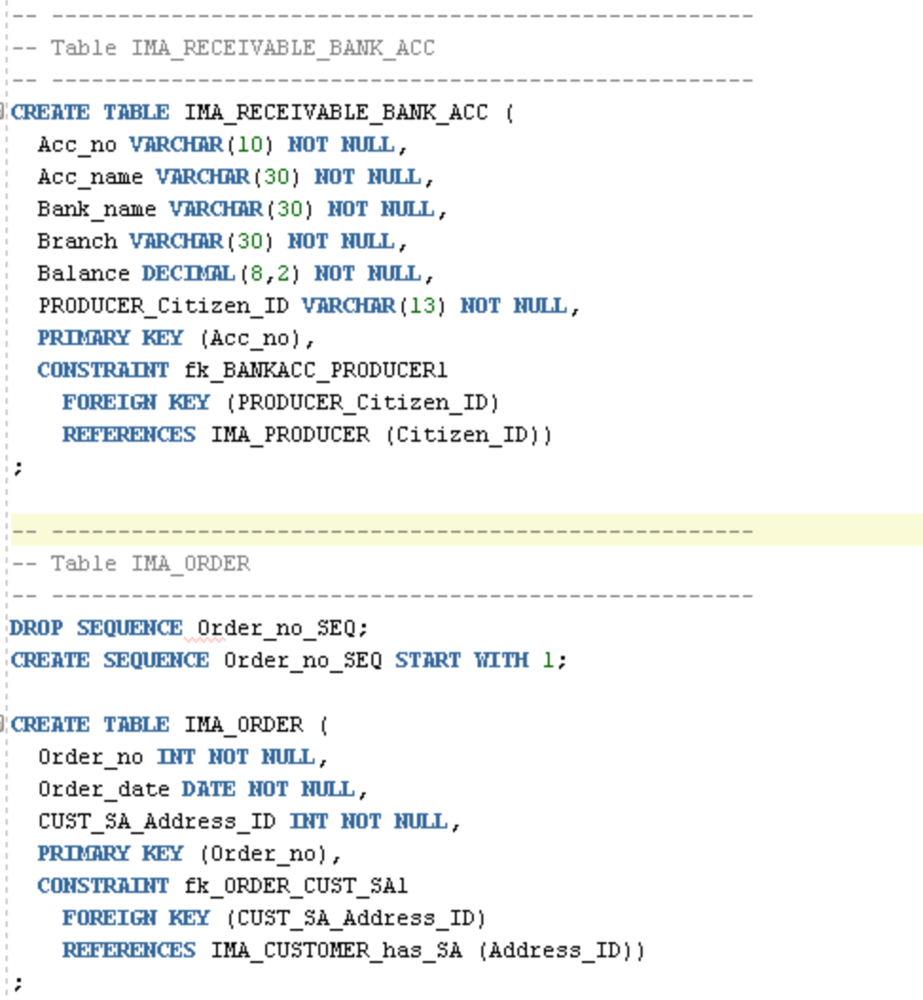 -- -----------------------------------------------------
-- Table IMA_RECEIVABLE_BANK_ACC
-- -----------------------------------------------------
CREATE TABLE IMA_RECEIVABLE_BANK_ACC (
  Acc_no VARCHAR(10) NOT NULL,
  Acc_name VARCHAR(30) NOT NULL,
  Bank_name VARCHAR(30) NOT NULL,
  Branch VARCHAR(30) NOT NULL,
  Balance DECIMAL(8,2) NOT NULL,
  PRODUCER_Citizen_ID VARCHAR(13) NOT NULL,
  PRIMARY KEY (Acc_no),
  CONSTRAINT fk_BANKACC_PRODUCER1
    FOREIGN KEY (PRODUCER_Citizen_ID)
    REFERENCES IMA_PRODUCER (Citizen_ID))
;
-- -----------------------------------------------------
-- Table IMA_ORDER
-- -----------------------------------------------------
DROP SEQUENCE Order_no_SEQ;
CREATE SEQUENCE Order_no_SEQ START WITH 1;
CREATE TABLE IMA_ORDER (
  Order_no INT NOT NULL,
  Order_date DATE NOT NULL,
  CUST_SA_Address_ID INT NOT NULL,
  PRIMARY KEY (Order_no),
  CONSTRAINT fk_ORDER_CUST_SA1
    FOREIGN KEY (CUST_SA_Address_ID)
    REFERENCES IMA_CUSTOMER_has_SA (Address_ID))
;